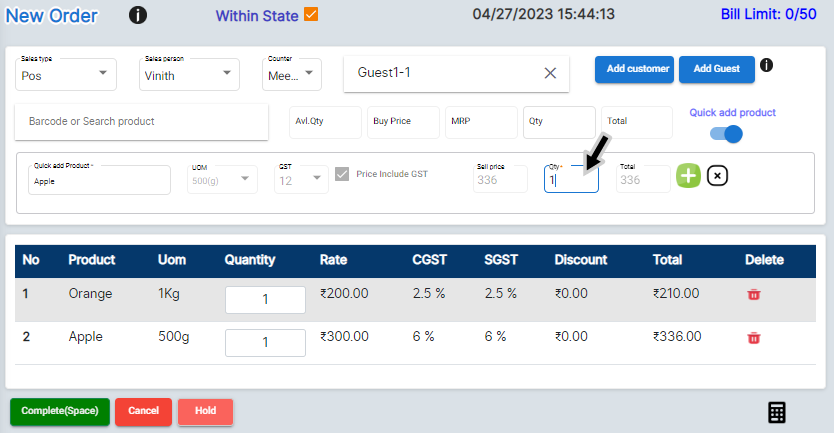 New Order
Within State
04/27/2023 15:44:13
Bill Limit: 0/50
Sales type
Pos
Sales person
Vinith
Counter
Mee...
Guest1-1
Add customer
Add Guest
Barcode or Search product
Avl.Qty
Buy Price
MRP
Qty
Total
Quick add product
Quick add Product *
Apple
UOM
500(g)
GST
12
Price Include GST
Sell price
336
Qty *
1
Total
336
No Product Uom Quantity Rate CGST SGST Discount Total Delete
1 Orange 1Kg 1 ₹200.00 2.5 % 2.5 % ₹0.00 ₹210.00
2 Apple 500g 1 ₹300.00 6 % 6 % ₹0.00 ₹336.00
Complete(Space)
Cancel
Hold